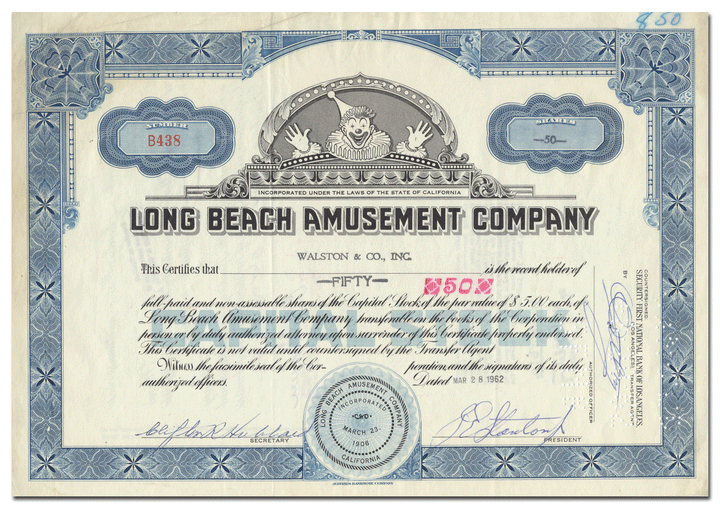 850
NUMBER
B438
SHARES
50
INCORPORATED UNDER THE LAWS OF THE STATE OF CALIFORNIA
LONG BEACH AMUSEMENT COMPANY
WALSTON & CO., INC.
This Certifies that is the record holder of
FIFTY 50
full-paid and non-assessable shares of the Capital Stock of the par value of $5.00 each, of
Long Beach Amusement Company, transferable on the books of the Corporation in
person or by duly authorized attorney upon surrender of this Certificate properly endorsed.
This Certificate is not valid until countersigned by the Transfer Agent
Witness the facsimile seal of the Corporation, and the signatures of its duly
authorized officers. Dated MAR 28 1962
COUNTERSIGNED
SECURITY FIRST NATIONAL BANK OF LOS ANGELES,
(LOS ANGELES) TRANSFER AGENT
BY
AUTHORIZED OFFICER
LONG BEACH AMUSEMENT COMPANY
INCORPORATED
MARCH 23,
1906
CALIFORNIA
SECRETARY
PRESIDENT